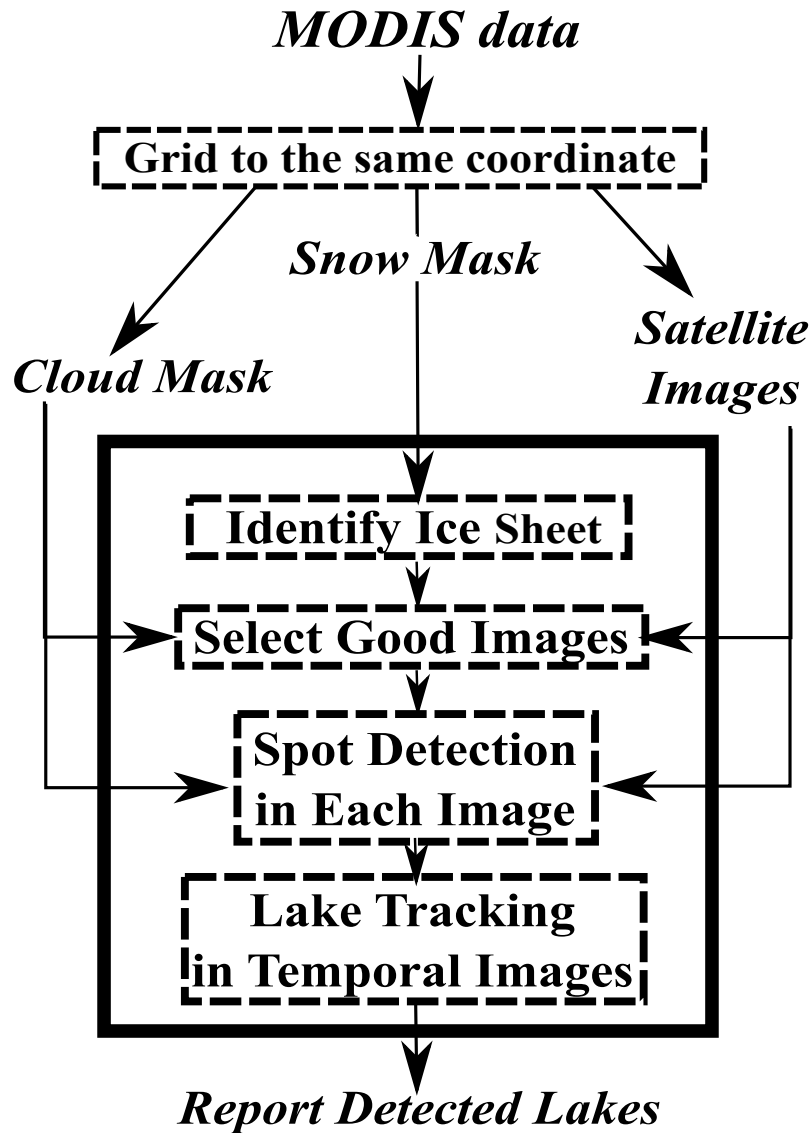 MODIS data
Grid to the same coordinate
Snow Mask
Satellite
Images
Cloud Mask
Identify Ice Sheet
Select Good Images
Spot Detection
in Each Image
Lake Tracking
in Temporal Images
Report Detected Lakes